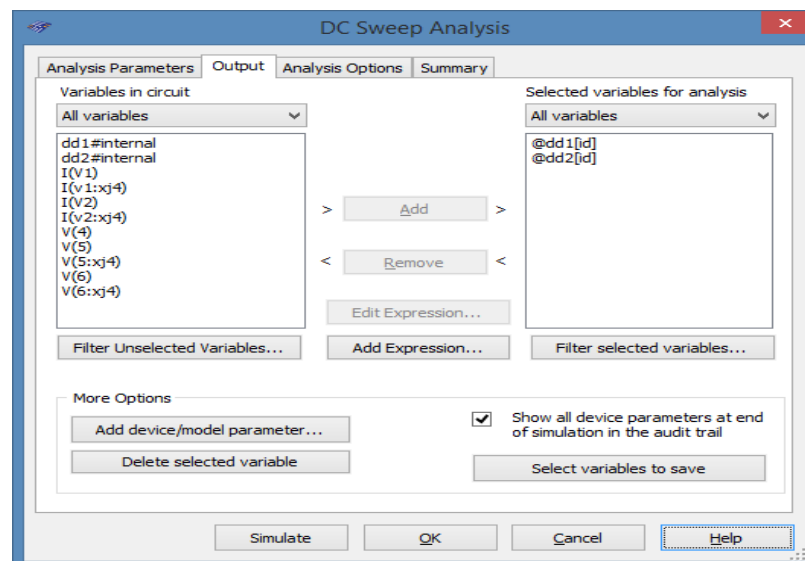 DC Sweep Analysis
Analysis Parameters Output Analysis Options Summary
Variables in circuit
Selected variables for analysis
All variables
All variables
dd1#internal
dd2#internal
I(V1)
I(v1:xj4)
I(V2)
I(v2:xj4)
V(4)
V(5)
V(5:xj4)
V(6)
V(6:xj4)
@dd1[id]
@dd2[id]
> Add >
< Remove <
Edit Expression...
Filter Unselected Variables... Add Expression... Filter selected variables...
More Options
Add device/model parameter...
Delete selected variable
Show all device parameters at end
of simulation in the audit trail
Select variables to save
Simulate OK Cancel Help